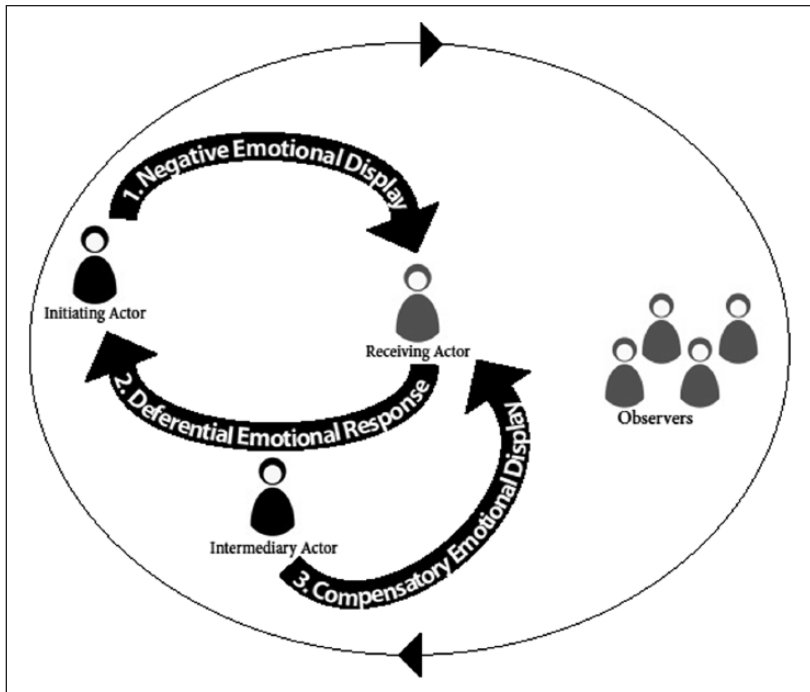 1. Negative Emotional Display
Initiating Actor
Receiving Actor
2. Deferential Emotional Response
Observers
Intermediary Actor
3. Compensatory Emotional Display